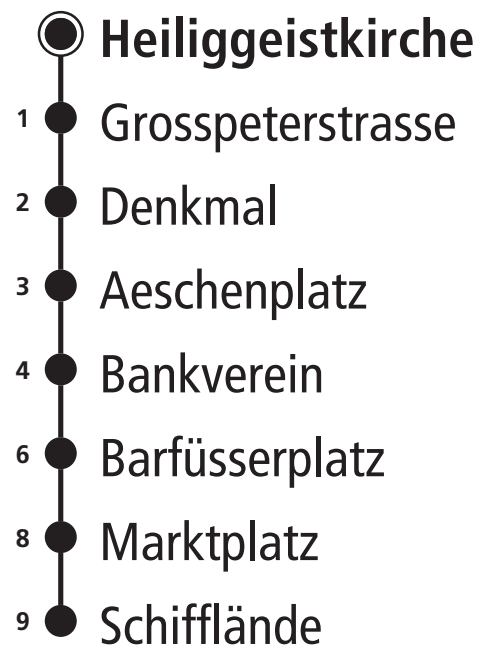 Heiliggeistkirche
1 Grosspeterstrasse
2 Denkmal
3 Aeschenplatz
4 Bankverein
6 Barfüsserplatz
8 Marktplatz
9 Schifflände